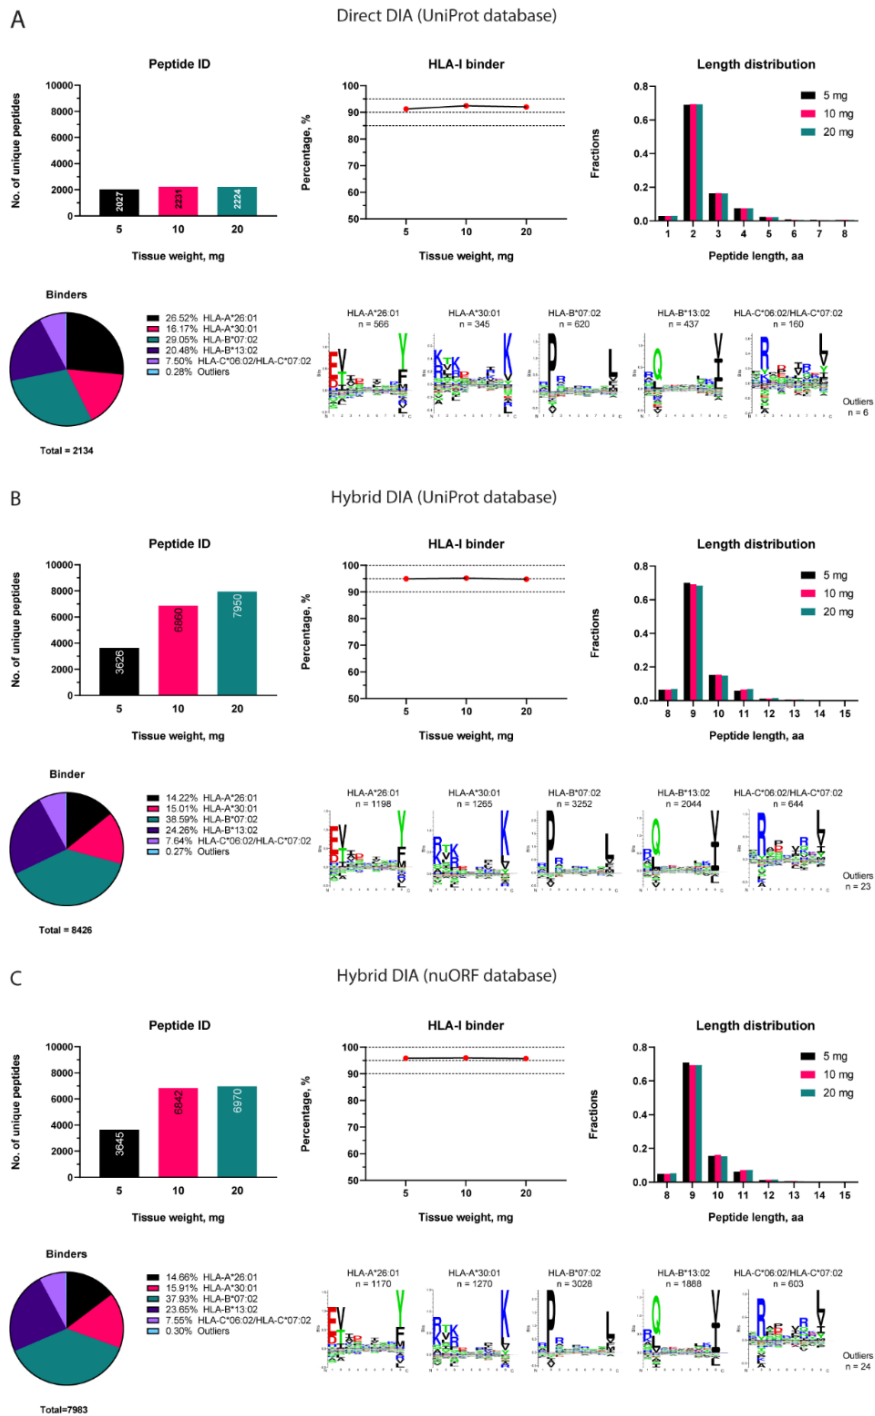 A
Direct DIA (UniProt database)
Peptide ID
No. of unique peptides
10000
8000
6000
4000
2000
0
2027
2231
2224
5
10
20
Tissue weight, mg
HLA-I binder
Percentage, %
100
90
80
70
60
50
5
10
20
Tissue weight, mg
Length distribution
Fractions
0.8
0.6
0.4
0.2
0.0
5 mg
10 mg
20 mg
1 2 3 4 5 6 7 8
Peptide length, aa
Binders
26.52% HLA-A*26:01
16.17% HLA-A*30:01
29.05% HLA-B*07:02
20.48% HLA-B*13:02
7.50% HLA-C*06:02/HLA-C*07:02
0.28% Outliers
Total = 2134
HLA-A*26:01
n = 566
HLA-A*30:01
n = 345
HLA-B*07:02
n = 620
HLA-B*13:02
n = 437
HLA-C*06:02/HLA-C*07:02
n = 160
Outliers
n = 6
B
Hybrid DIA (UniProt database)
Peptide ID
No. of unique peptides
10000
8000
6000
4000
2000
0
3626
6860
7950
5
10
20
Tissue weight, mg
HLA-I binder
Percentage, %
100
90
80
70
60
50
5
10
20
Tissue weight, mg
Length distribution
Fractions
0.8
0.6
0.4
0.2
0.0
5 mg
10 mg
20 mg
8 9 10 11 12 13 14 15
Peptide length, aa
Binder
14.22% HLA-A*26:01
15.01% HLA-A*30:01
38.59% HLA-B*07:02
24.26% HLA-B*13:02
7.64% HLA-C*06:02/HLA-C*07:02
0.27% Outliers
Total = 8426
HLA-A*26:01
n = 1198
HLA-A*30:01
n = 1265
HLA-B*07:02
n = 3252
HLA-B*13:02
n = 2044
HLA-C*06:02/HLA-C*07:02
n = 644
Outliers
n = 23
C
Hybrid DIA (nuORF database)
Peptide ID
No. of unique peptides
10000
8000
6000
4000
2000
0
3645
6842
6970
5
10
20
Tissue weight, mg
HLA-I binder
Percentage, %
100
90
80
70
60
50
5
10
20
Tissue weight, mg
Length distribution
Fractions
0.8
0.6
0.4
0.2
0.0
5 mg
10 mg
20 mg
8 9 10 11 12 13 14 15
Peptide length, aa
Binders
14.66% HLA-A*26:01
15.91% HLA-A*30:01
37.93% HLA-B*07:02
23.65% HLA-B*13:02
7.55% HLA-C*06:02/HLA-C*07:02
0.30% Outliers
Total=7983
HLA-A*26:01
n = 1170
HLA-A*30:01
n = 1270
HLA-B*07:02
n = 3028
HLA-B*13:02
n = 1888
HLA-C*06:02/HLA-C*07:02
n = 603
Outliers
n = 24